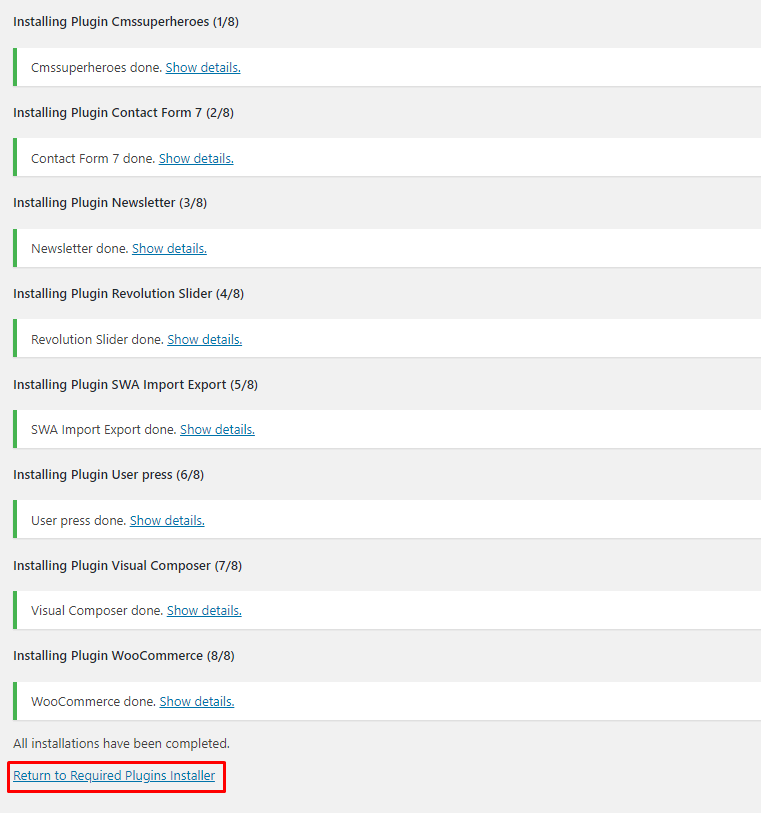 Installing Plugin Cmssuperheroes (1/8)
Cmssuperheroes done. Show details.
Installing Plugin Contact Form 7 (2/8)
Contact Form 7 done. Show details.
Installing Plugin Newsletter (3/8)
Newsletter done. Show details.
Installing Plugin Revolution Slider (4/8)
Revolution Slider done. Show details.
Installing Plugin SWA Import Export (5/8)
SWA Import Export done. Show details.
Installing Plugin User press (6/8)
User press done. Show details.
Installing Plugin Visual Composer (7/8)
Visual Composer done. Show details.
Installing Plugin WooCommerce (8/8)
WooCommerce done. Show details.
All installations have been completed.
Return to Required Plugins Installer